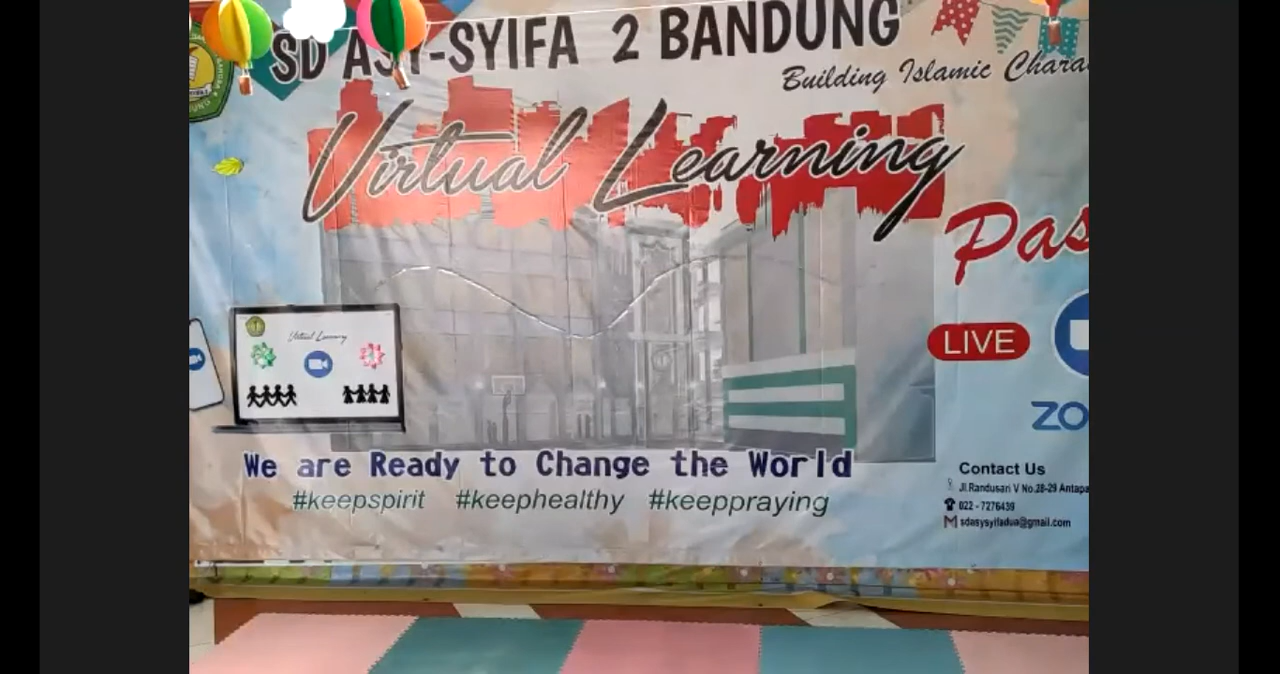 SD ASY-SYIFA 2 BANDUNG
Building Islamic Chara
Virtual Learning
Pas
LIVE
ZO
Virtual Learning
We are Ready to Change the World
#keepspirit #keephealthy #keeppraying
Contact Us
Jl.Randusari V No.28-29 Antapa
022 - 7276439
sdasysyifadua@gmail.com